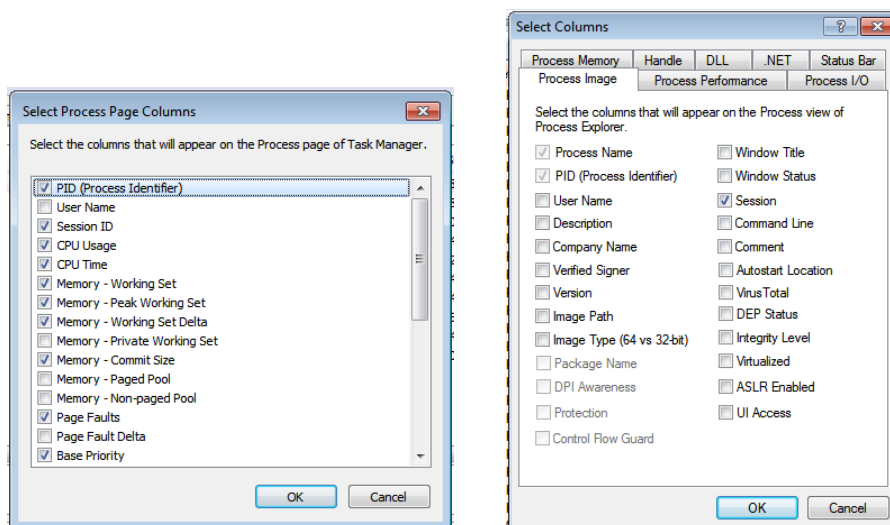 Select Process Page Columns
Select the columns that will appear on the Process page of Task Manager.
PID (Process Identifier)
User Name
Session ID
CPU Usage
CPU Time
Memory - Working Set
Memory - Peak Working Set
Memory - Working Set Delta
Memory - Private Working Set
Memory - Commit Size
Memory - Paged Pool
Memory - Non-paged Pool
Page Faults
Page Fault Delta
Base Priority
OK Cancel
Select Columns
Process Memory Handle DLL .NET Status Bar
Process Image Process Performance Process I/O
Select the columns that will appear on the Process view of
Process Explorer.
Process Name
PID (Process Identifier)
User Name
Description
Company Name
Verified Signer
Version
Image Path
Image Type (64 vs 32-bit)
Package Name
DPI Awareness
Protection
Control Flow Guard
Window Title
Window Status
Session
Command Line
Comment
Autostart Location
VirusTotal
DEP Status
Integrity Level
Virtualized
ASLR Enabled
UI Access
OK Cancel